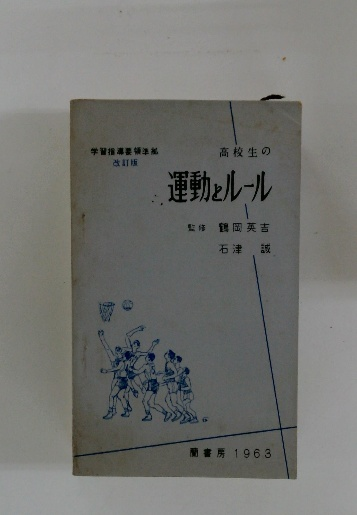 学習指導要領準拠
改訂版
高校生の
運動とルール
監修 鶴岡英吉
石津 誠
蘭書房 1963